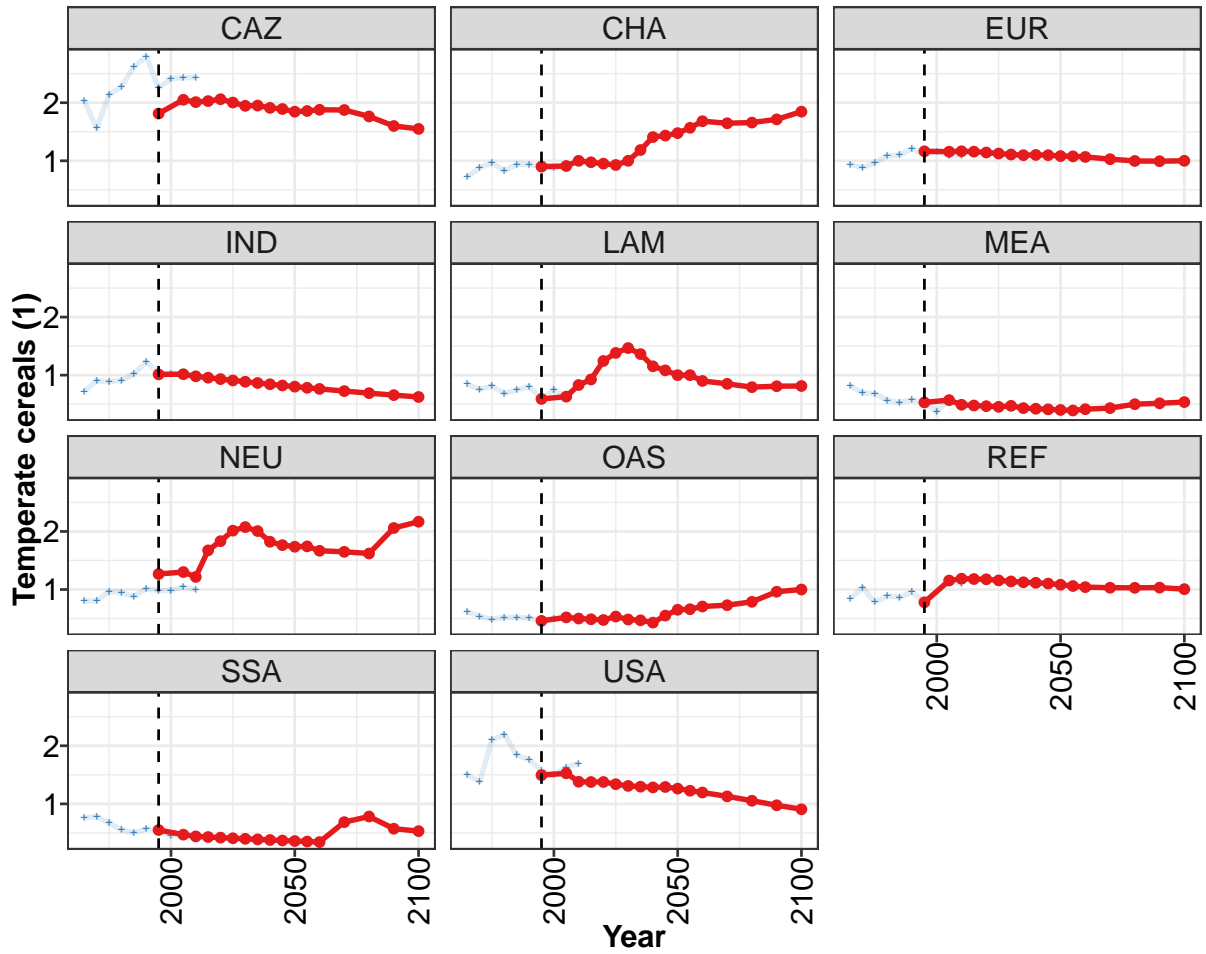 CAZ
CHA
EUR
2
1
IND
LAM
MEA
2
1
NEU
OAS
REF
2
1
SSA
USA
2
1
2000
2050
2100
2000
2050
2100
2000
2050
2100
Year
Temperate cereals (1)